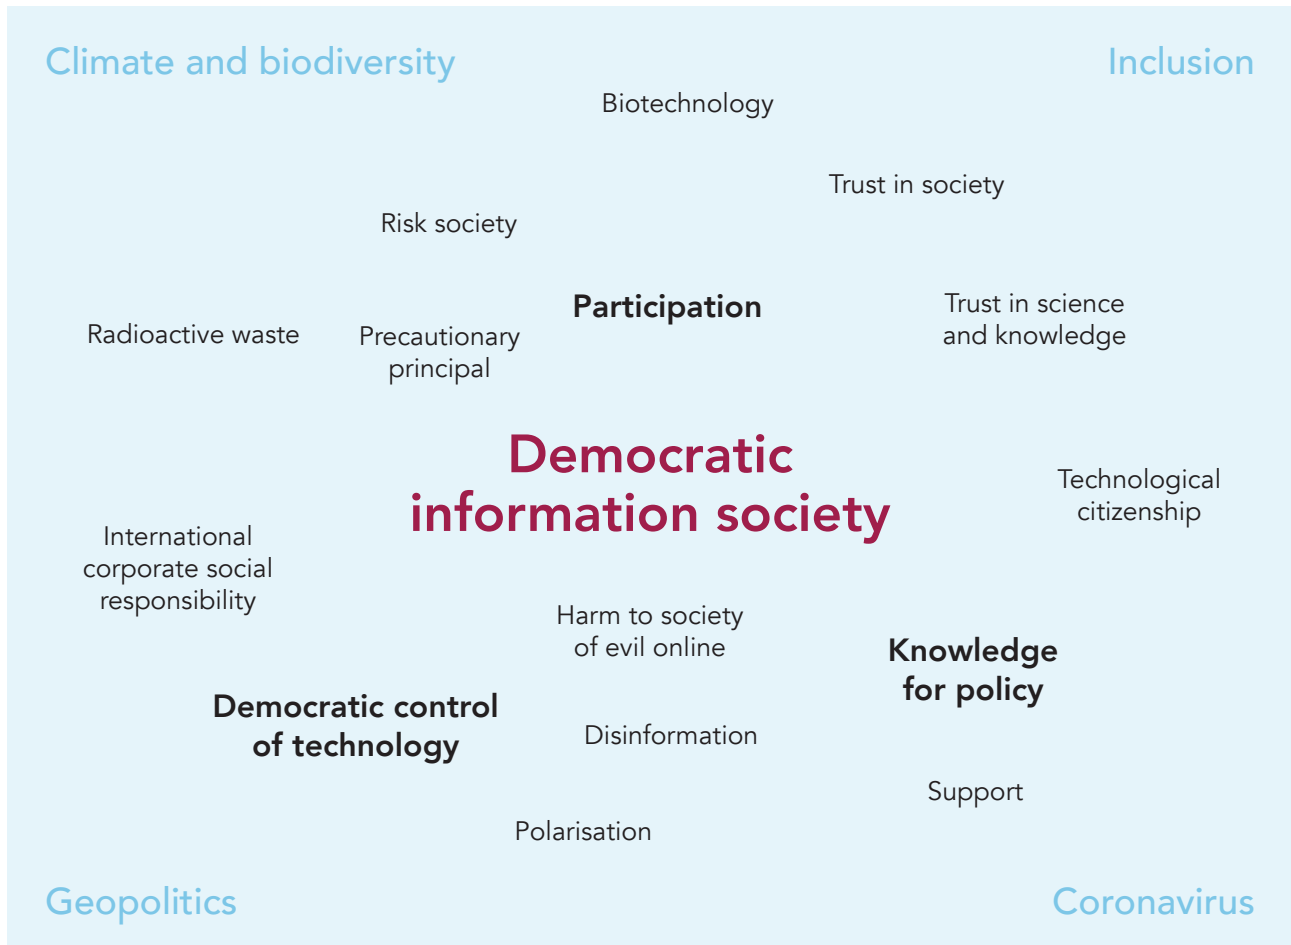 Climate and biodiversity
Inclusion
Biotechnology
Trust in society
Risk society
Participation
Trust in science
and knowledge
Radioactive waste
Precautionary
principal
Democratic
information society
Technological
citizenship
International
corporate social
responsibility
Harm to society
of evil online
Knowledge
for policy
Democratic control
of technology
Disinformation
Support
Polarisation
Geopolitics
Coronavirus